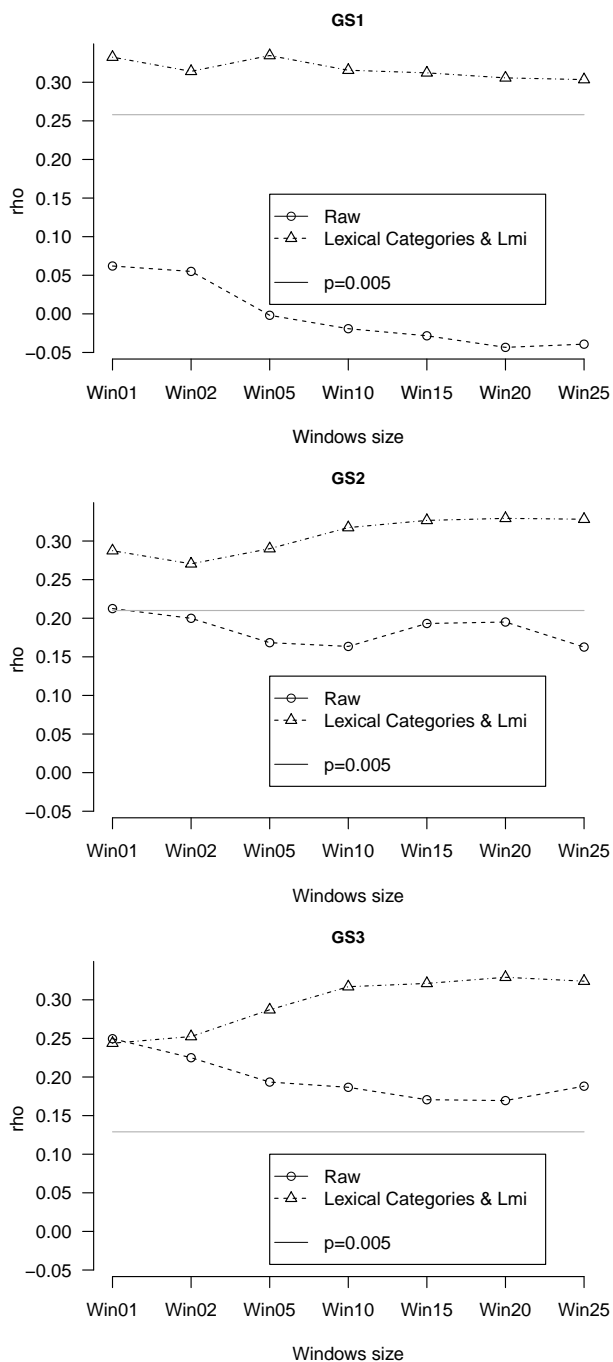 GS1
0.30
0.25
0.20
0.15
0.10
0.05
0.00
−0.05
rho
Raw
Lexical Categories & Lmi
p=0.005
Win01 Win02 Win05 Win10 Win15 Win20 Win25
Windows size
GS2
0.30
0.25
0.20
0.15
0.10
0.05
0.00
−0.05
rho
Raw
Lexical Categories & Lmi
p=0.005
Win01 Win02 Win05 Win10 Win15 Win20 Win25
Windows size
GS3
0.30
0.25
0.20
0.15
0.10
0.05
0.00
−0.05
rho
Raw
Lexical Categories & Lmi
p=0.005
Win01 Win02 Win05 Win10 Win15 Win20 Win25
Windows size